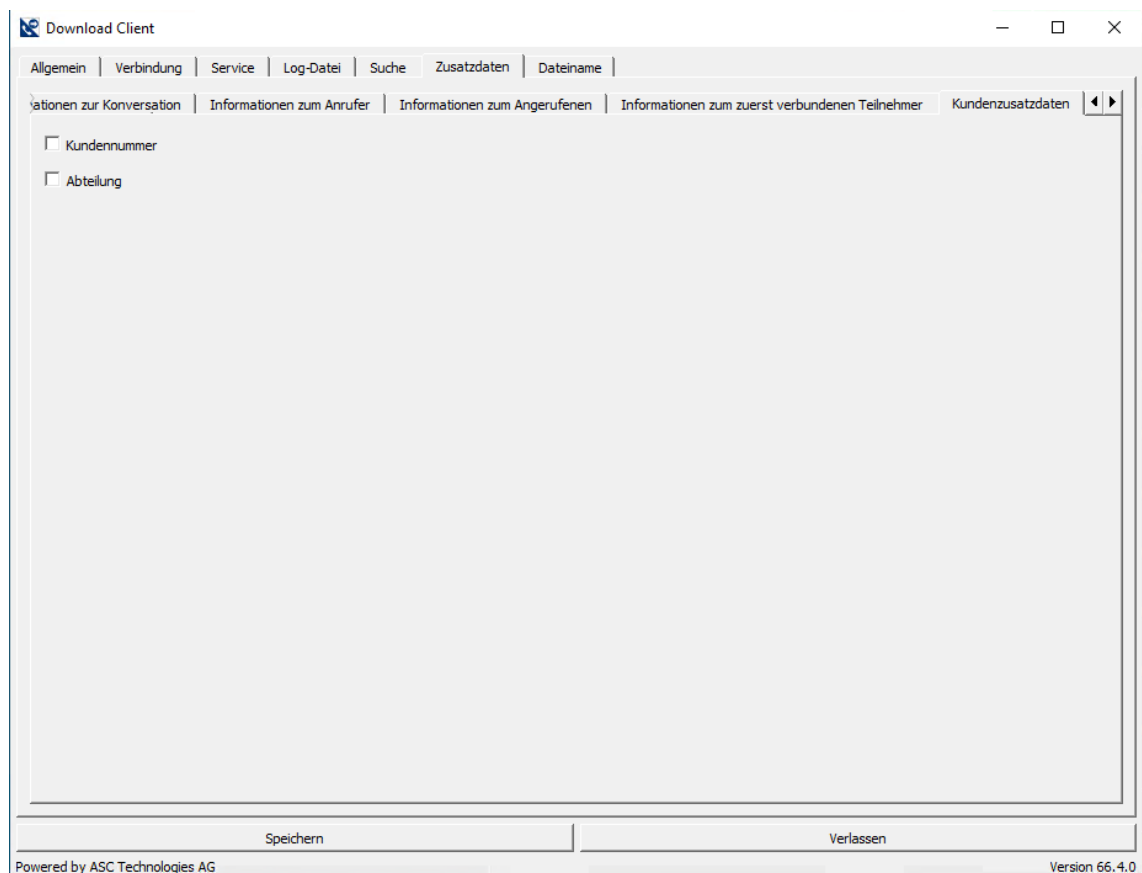 Download Client
Allgemein Verbindung Service Log-Datei Suche Zusatzdaten Dateiname
ationen zur Konversation Informationen zum Anrufer Informationen zum Angerufenen Informationen zum zuerst verbundenen Teilnehmer Kundenzusatzdaten
Kundennummer
Abteilung
Speichern Verlassen
Powered by ASC Technologies AG Version 66.4.0